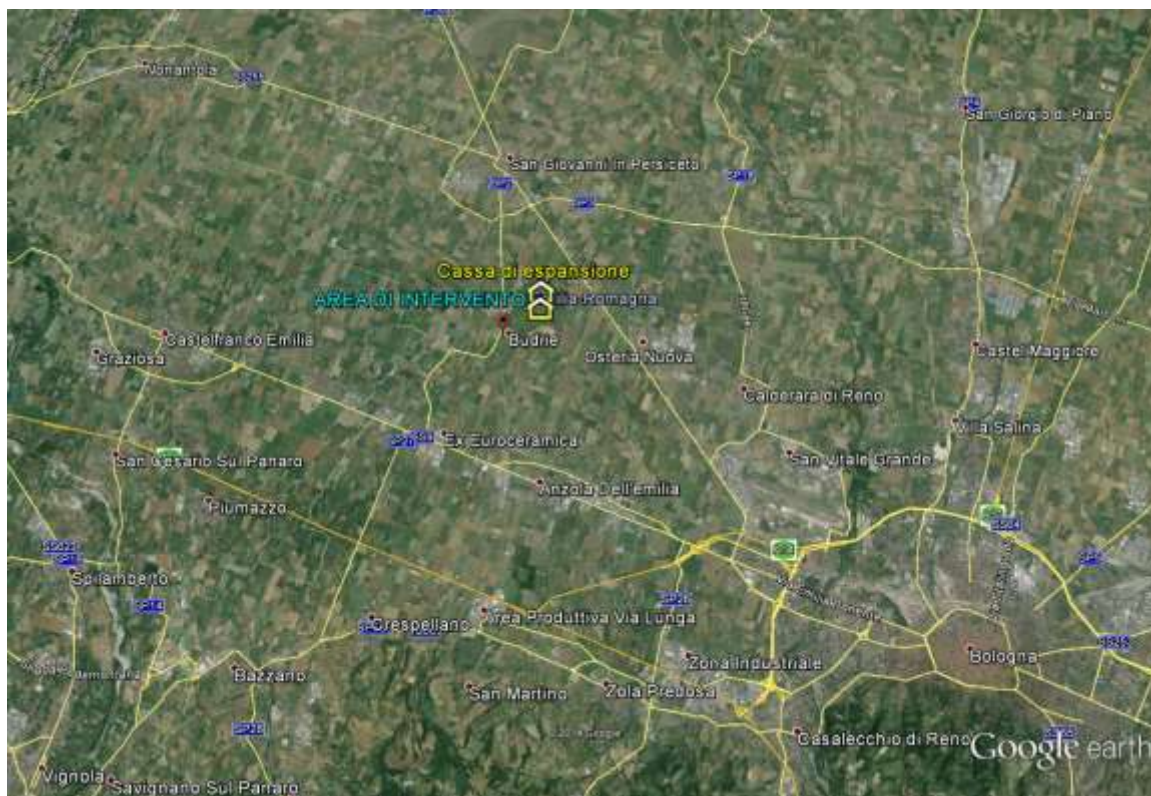 Nonantola
San Giorgio di Piano
San Giovanni In Persiceto
Cassa di espansione
AREA DI INTERVENTO
Budrie
Osteria Nuova
Castelfranco Emilia
Graziosa
Castel Maggiore
Calderara di Reno
Villa Salina
Ex Euroceramica
San Vitale Grande
San Cesario Sul Panaro
Anzola Dell'emilia
Piumazzo
Spilamberto
SP14
Crespellano
Area Produttiva Via Lunga
Bologna
Zona Industriale
Bazzano
San Martino
Zola Predosa
Casalecchio di Reno
Google earth
Vignola
Savignano Sul Panaro